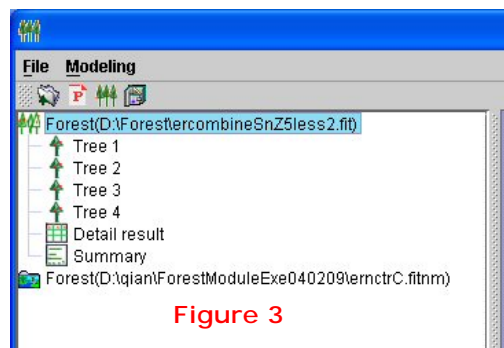 File Modeling
Forest(D:\Forest\ercombineSnZ5less2.fit)
Tree 1
Tree 2
Tree 3
Tree 4
Detail result
Summary
Forest(D:\qian\ForestModuleExe040209\ernctrC.fitnm)
Figure 3